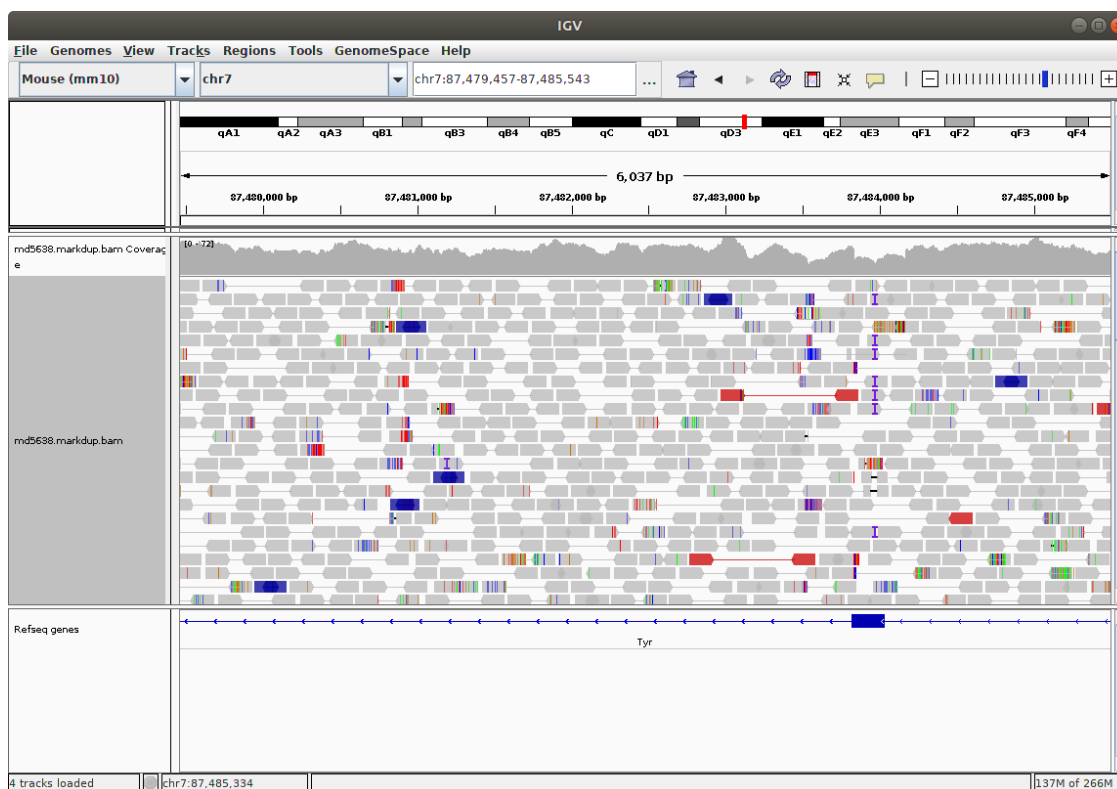 IGV
File Genomes View Tracks Regions Tools GenomeSpace Help
Mouse (mm10) chr7 chr7:87,479,457-87,485,543 ...
qA1 qA2 qA3 qB1 qB3 qB4 qB5 qC qD1 qD3 qE1 qE2 qE3 qF1 qF2 qF3 qF4
6,037 bp
87,480,000 bp 87,481,000 bp 87,482,000 bp 87,483,000 bp 87,484,000 bp 87,485,000 bp
md5638.markdup.bam Coverag
e
[0 - 72]
md5638.markdup.bam
Refseq genes
Tyr
4 tracks loaded chr7:87,485,334 137M of 266M